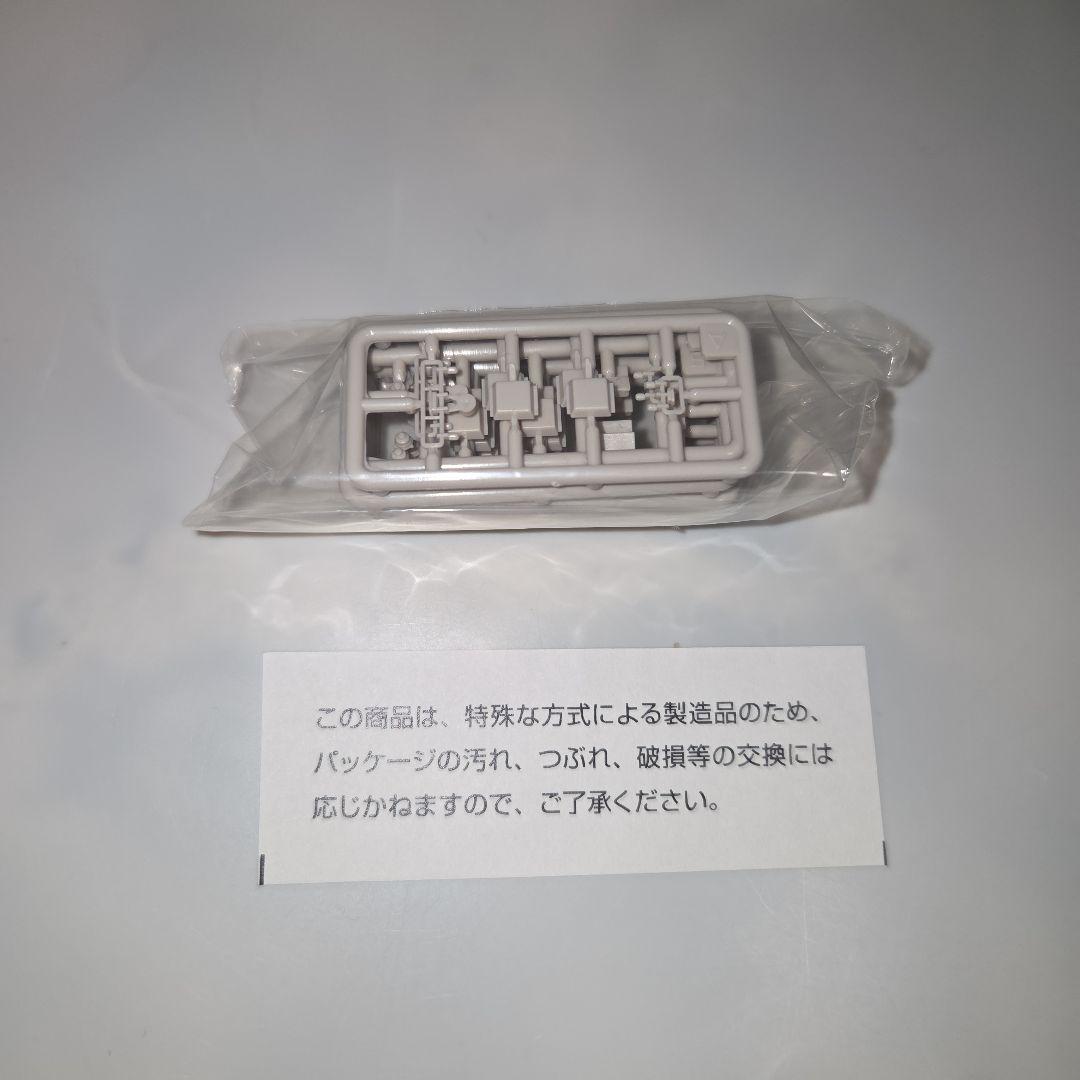 この商品は、特殊な方式による製造品のため、
パッケージの汚れ、つぶれ、破損等の交換には
応じかねますので、ご了承ください。